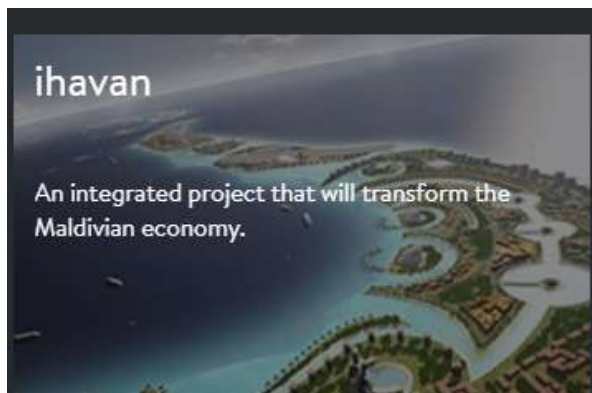 ihavan
An integrated project that will transform the
Maldivian economy.